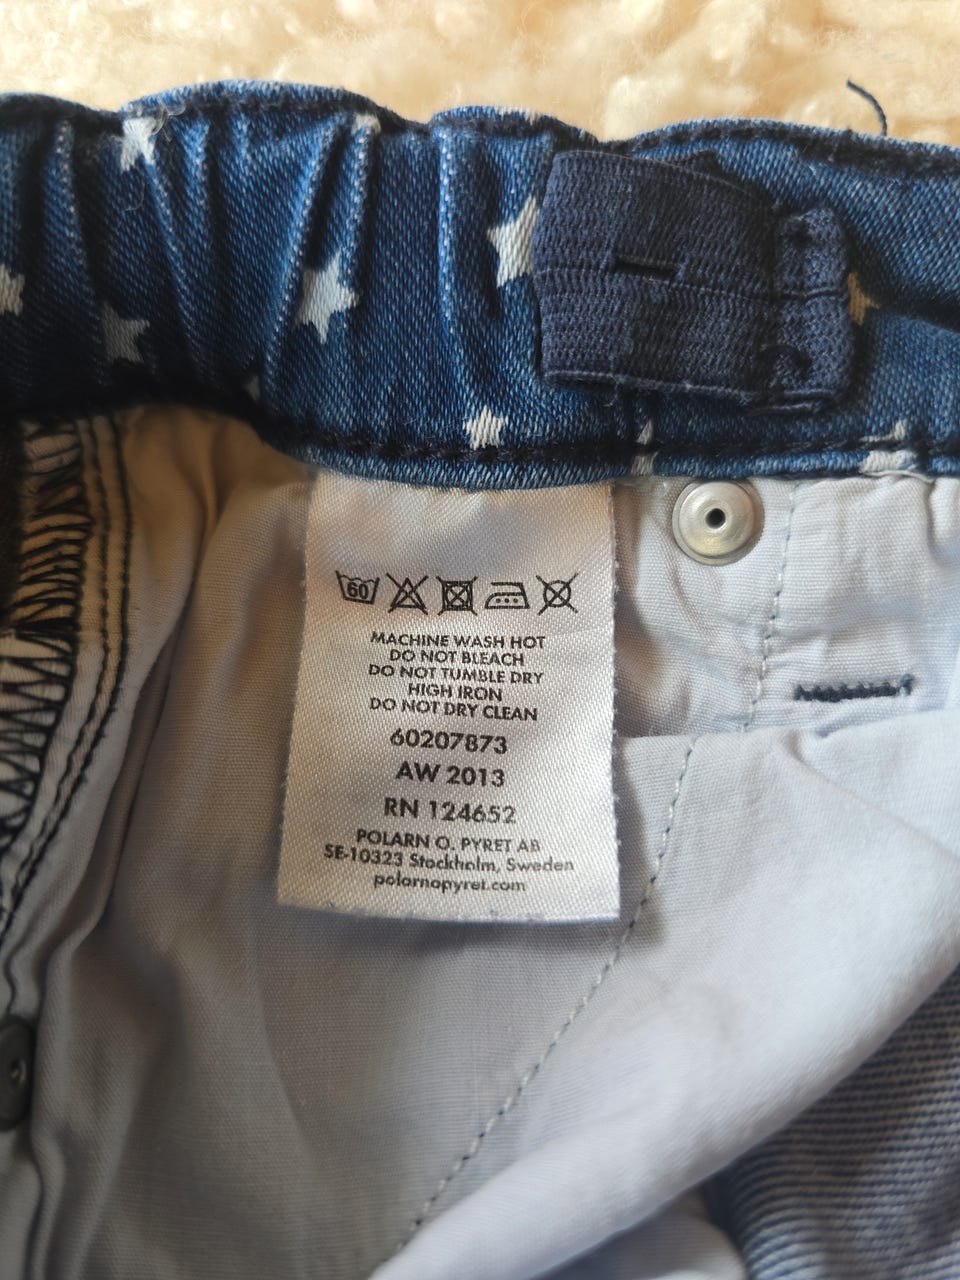 60
MACHINE WASH HOT
DO NOT BLEACH
DO NOT TUMBLE DRY
HIGH IRON
DO NOT DRY CLEAN
60207873
AW 2013
RN 124652
POLARN O. PYRET AB
SE-10323 Stockholm, Sweden
polarnopyret.com